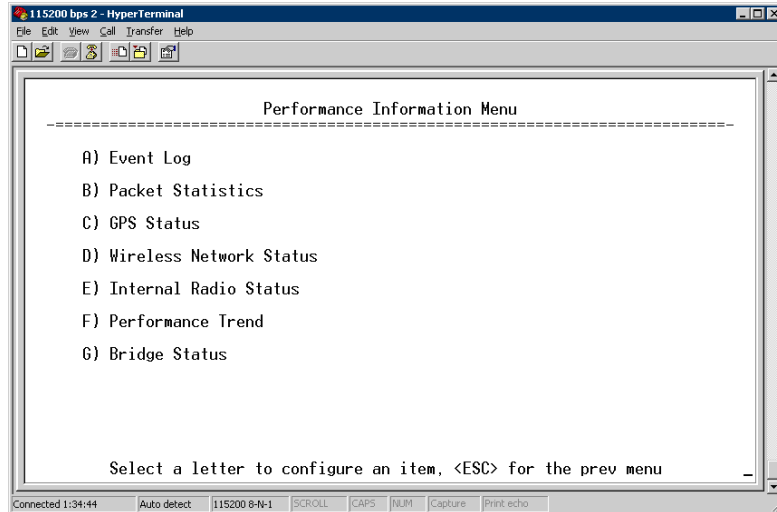 115200 bps 2 - HyperTerminal
File Edit View Call Transfer Help
Performance Information Menu
-==========================================================================-
A) Event Log
B) Packet Statistics
C) GPS Status
D) Wireless Network Status
E) Internal Radio Status
F) Performance Trend
G) Bridge Status
Select a letter to configure an item, <ESC> for the prev menu
Connected 1:34:44 Auto detect 115200 8-N-1 SCROLL CAPS NUM Capture Print echo